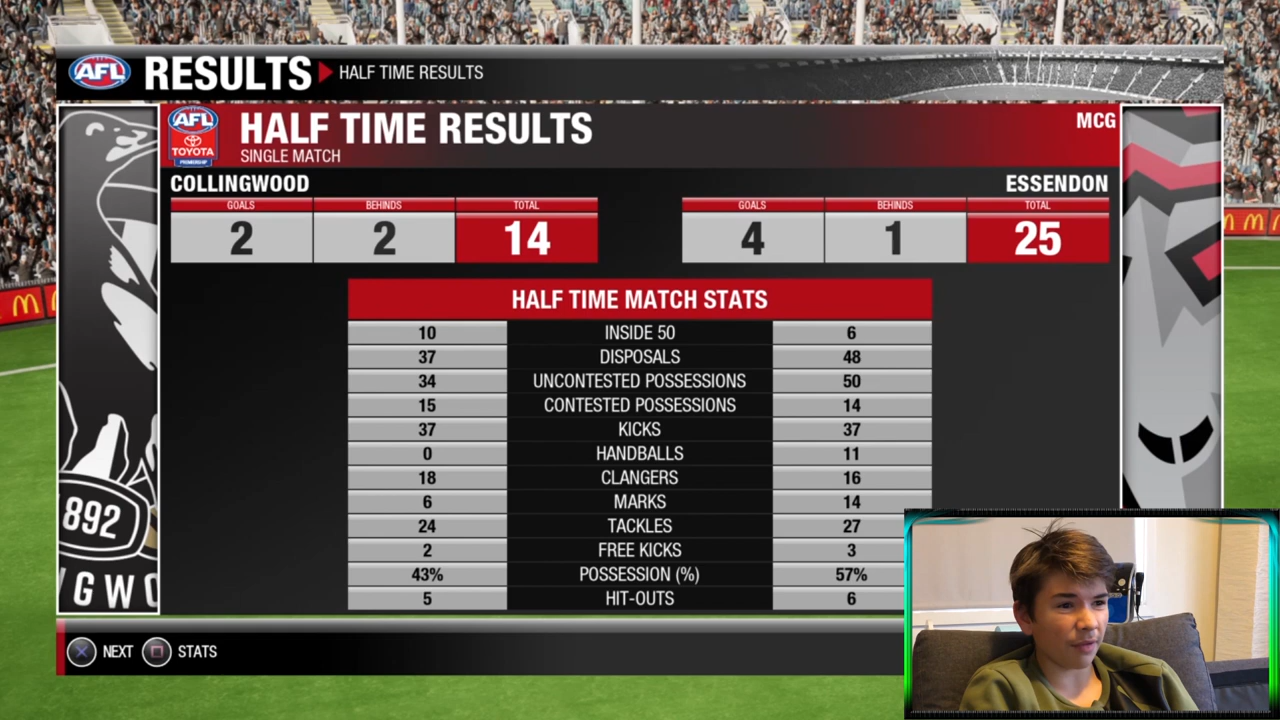 AFL RESULTS HALF TIME RESULTS
AFL TOYOTA PREMIERSHIP
HALF TIME RESULTS
MCG
SINGLE MATCH
COLLINGWOOD
ESSENDON
GOALS BEHINDS TOTAL
GOALS BEHINDS TOTAL
2 2 14
4 1 25
HALF TIME MATCH STATS
10 INSIDE 50 6
37 DISPOSALS 48
34 UNCONTESTED POSSESSIONS 50
15 CONTESTED POSSESSIONS 14
37 KICKS 37
0 HANDBALLS 11
18 CLANGERS 16
6 MARKS 14
24 TACKLES 27
2 FREE KICKS 3
43% POSSESSION (%) 57%
5 HIT-OUTS 6
892
NGWO
NEXT STATS